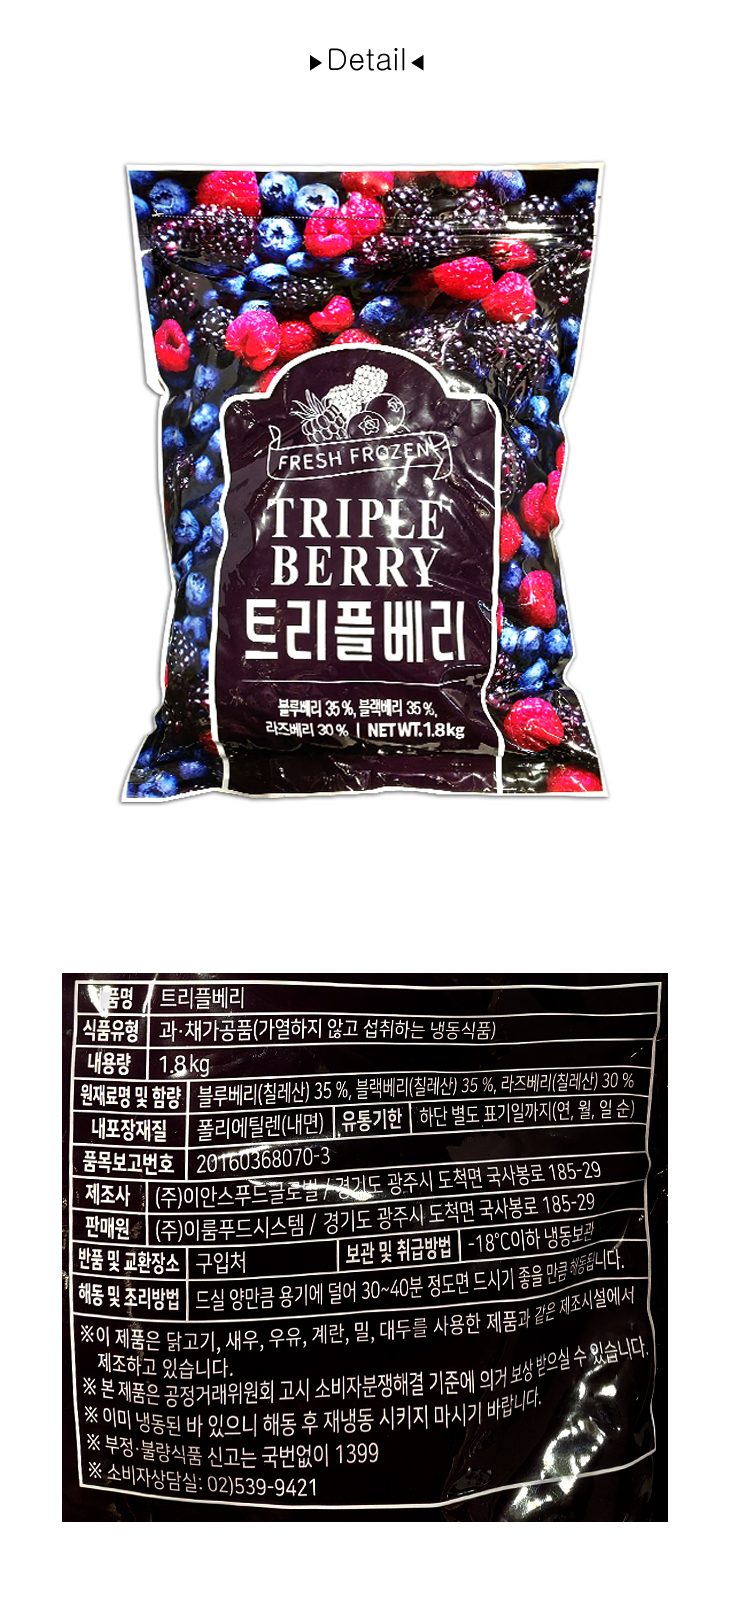 ▶Detail◀
FRESH FROZEN
TRIPLE
BERRY
트리플베리
블루베리 35 %, 블랙베리 35 %,
라즈베리 30 % | NET WT. 1.8 kg
품명 트리플베리
식품유형 과·채가공품(가열하지 않고 섭취하는 냉동식품)
내용량 1.8 kg
원재료명 및 함량 블루베리(칠레산) 35 %, 블랙베리(칠레산) 35 %, 라즈베리(칠레산) 30 %
내포장재질 폴리에틸렌(내면) 유통기한 하단 별도 표기일까지(연, 월, 일 순)
품목보고번호 20160368070-3
제조사 (주)이안스푸드글로벌 / 경기도 광주시 도척면 국사봉로 185-29
판매원 (주)이룸푸드시스템 / 경기도 광주시 도척면 국사봉로 185-29
반품 및 교환장소 구입처 보관 및 취급방법 -18℃이하 냉동보관
해동 및 조리방법 드실 양만큼 용기에 덜어 30~40분 정도면 드시기 좋을 만큼 해동됩니다.
※이 제품은 닭고기, 새우, 우유, 계란, 밀, 대두를 사용한 제품과 같은 제조시설에서
제조하고 있습니다.
※ 본 제품은 공정거래위원회 고시 소비자분쟁해결 기준에 의거 보상 받으실 수 있습니다.
※ 이미 냉동된 바 있으니 해동 후 재냉동 시키지 마시기 바랍니다.
※ 부정·불량식품 신고는 국번없이 1399
※ 소비자상담실: 02)539-9421